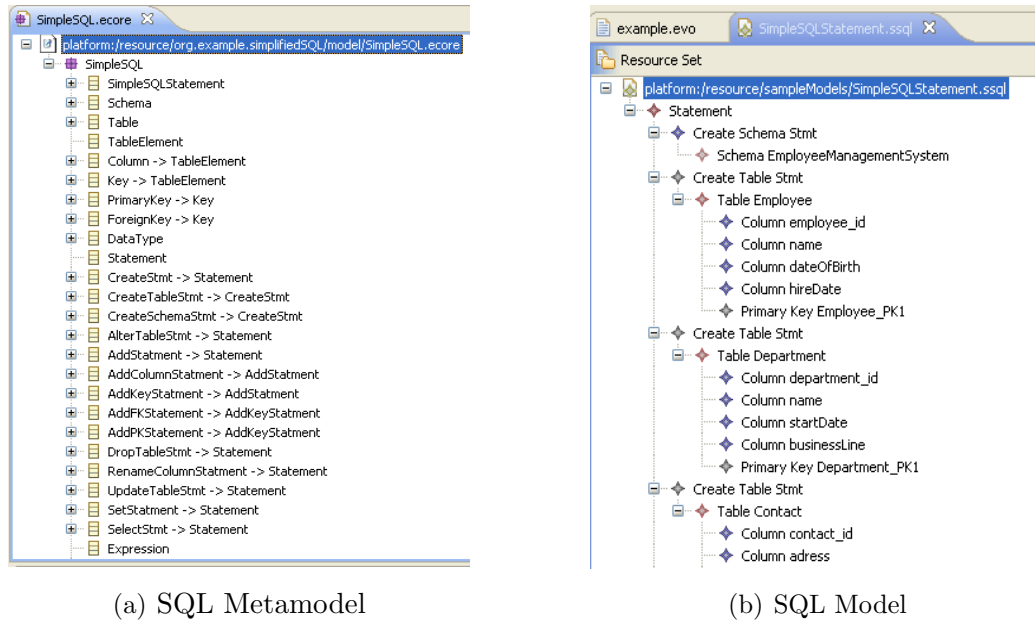 SimpleSQL.ecore
platform:/resource/org.example.simplifiedSQL/model/SimpleSQL.ecore
SimpleSQL
SimpleSQLStatement
Schema
Table
TableElement
Column -> TableElement
Key -> TableElement
PrimaryKey -> Key
ForeignKey -> Key
DataType
Statement
CreateStmt -> Statement
CreateTableStmt -> CreateStmt
CreateSchemaStmt -> CreateStmt
AlterTableStmt -> Statement
AddStatment -> Statement
AddColumnStatment -> AddStatment
AddKeyStatment -> AddStatment
AddFKStatement -> AddKeyStatment
AddPKStatement -> AddKeyStatment
DropTableStmt -> Statement
RenameColumnStatment -> Statement
UpdateTableStmt -> Statement
SetStatment -> Statement
SelectStmt -> Statement
Expression
(a) SQL Metamodel
example.evo SimpleSQLStatement.ssql
Resource Set
platform:/resource/sampleModels/SimpleSQLStatement.ssql
Statement
Create Schema Stmt
Schema EmployeeManagementSystem
Create Table Stmt
Table Employee
Column employee_id
Column name
Column dateOfBirth
Column hireDate
Primary Key Employee_PK1
Create Table Stmt
Table Department
Column department_id
Column name
Column startDate
Column businessLine
Primary Key Department_PK1
Create Table Stmt
Table Contact
Column contact_id
Column adress
(b) SQL Model